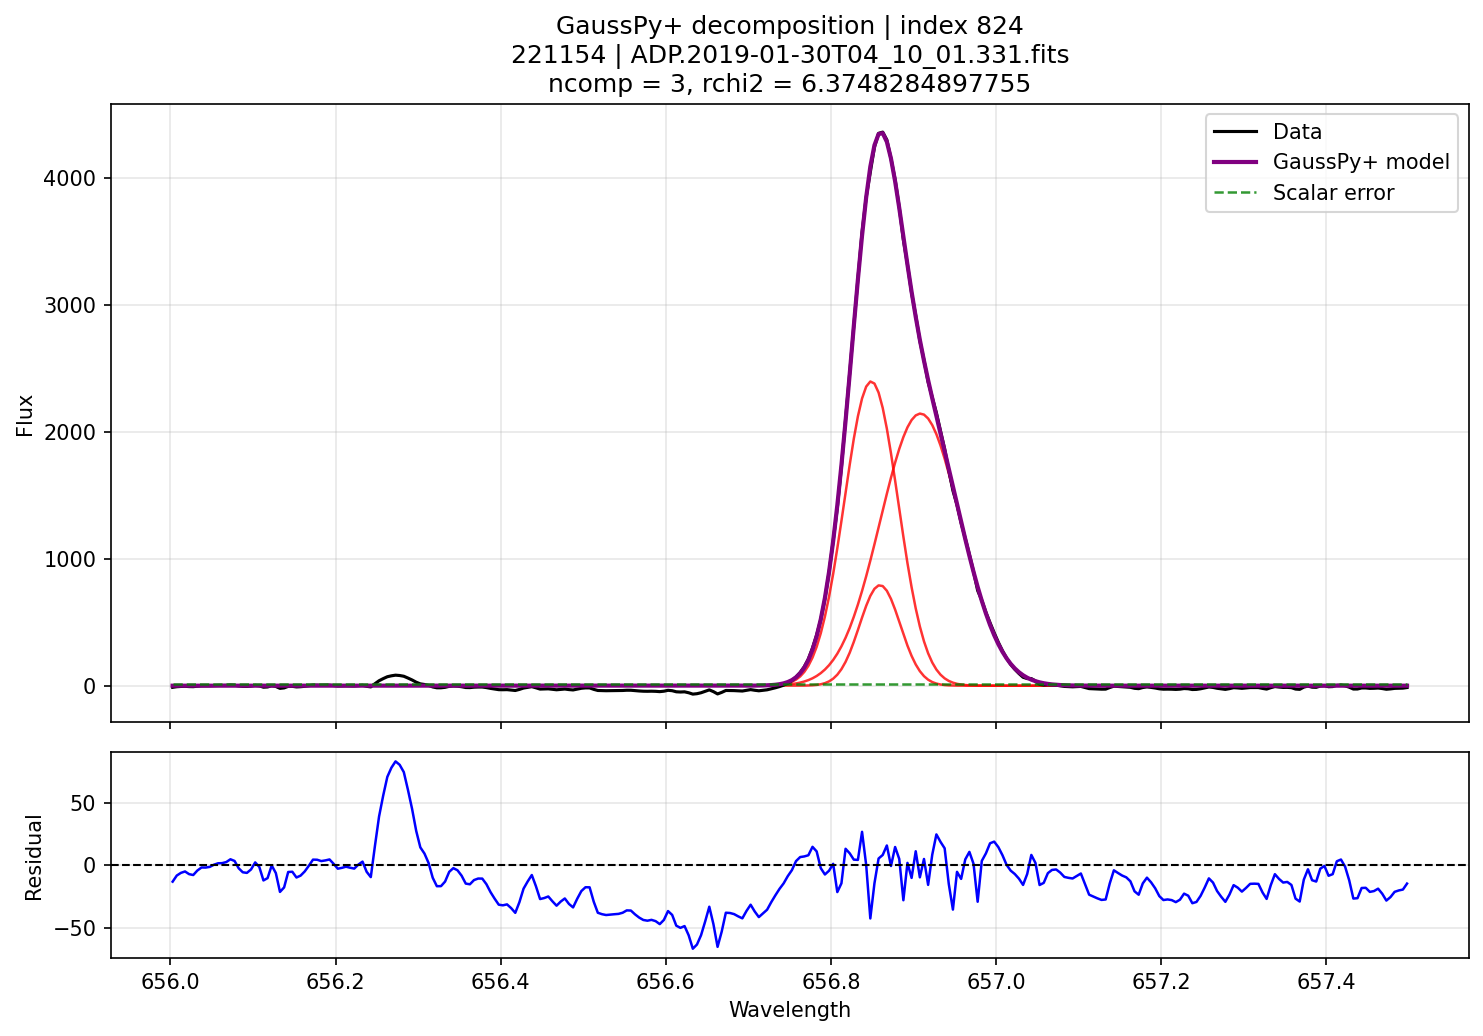 GaussPy+ decomposition | index 824
221154 | ADP.2019-01-30T04_10_01.331.fits
ncomp = 3, rchi2 = 6.3748284897755
Data
GaussPy+ model
Scalar error
Flux
4000
3000
2000
1000
0
Residual
50
0
−50
656.0 656.2 656.4 656.6 656.8 657.0 657.2 657.4
Wavelength